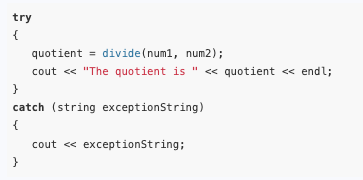 try
{
   quotient = divide(num1, num2);
   cout << "The quotient is " << quotient << endl;
}
catch (string exceptionString)
{
   cout << exceptionString;
}